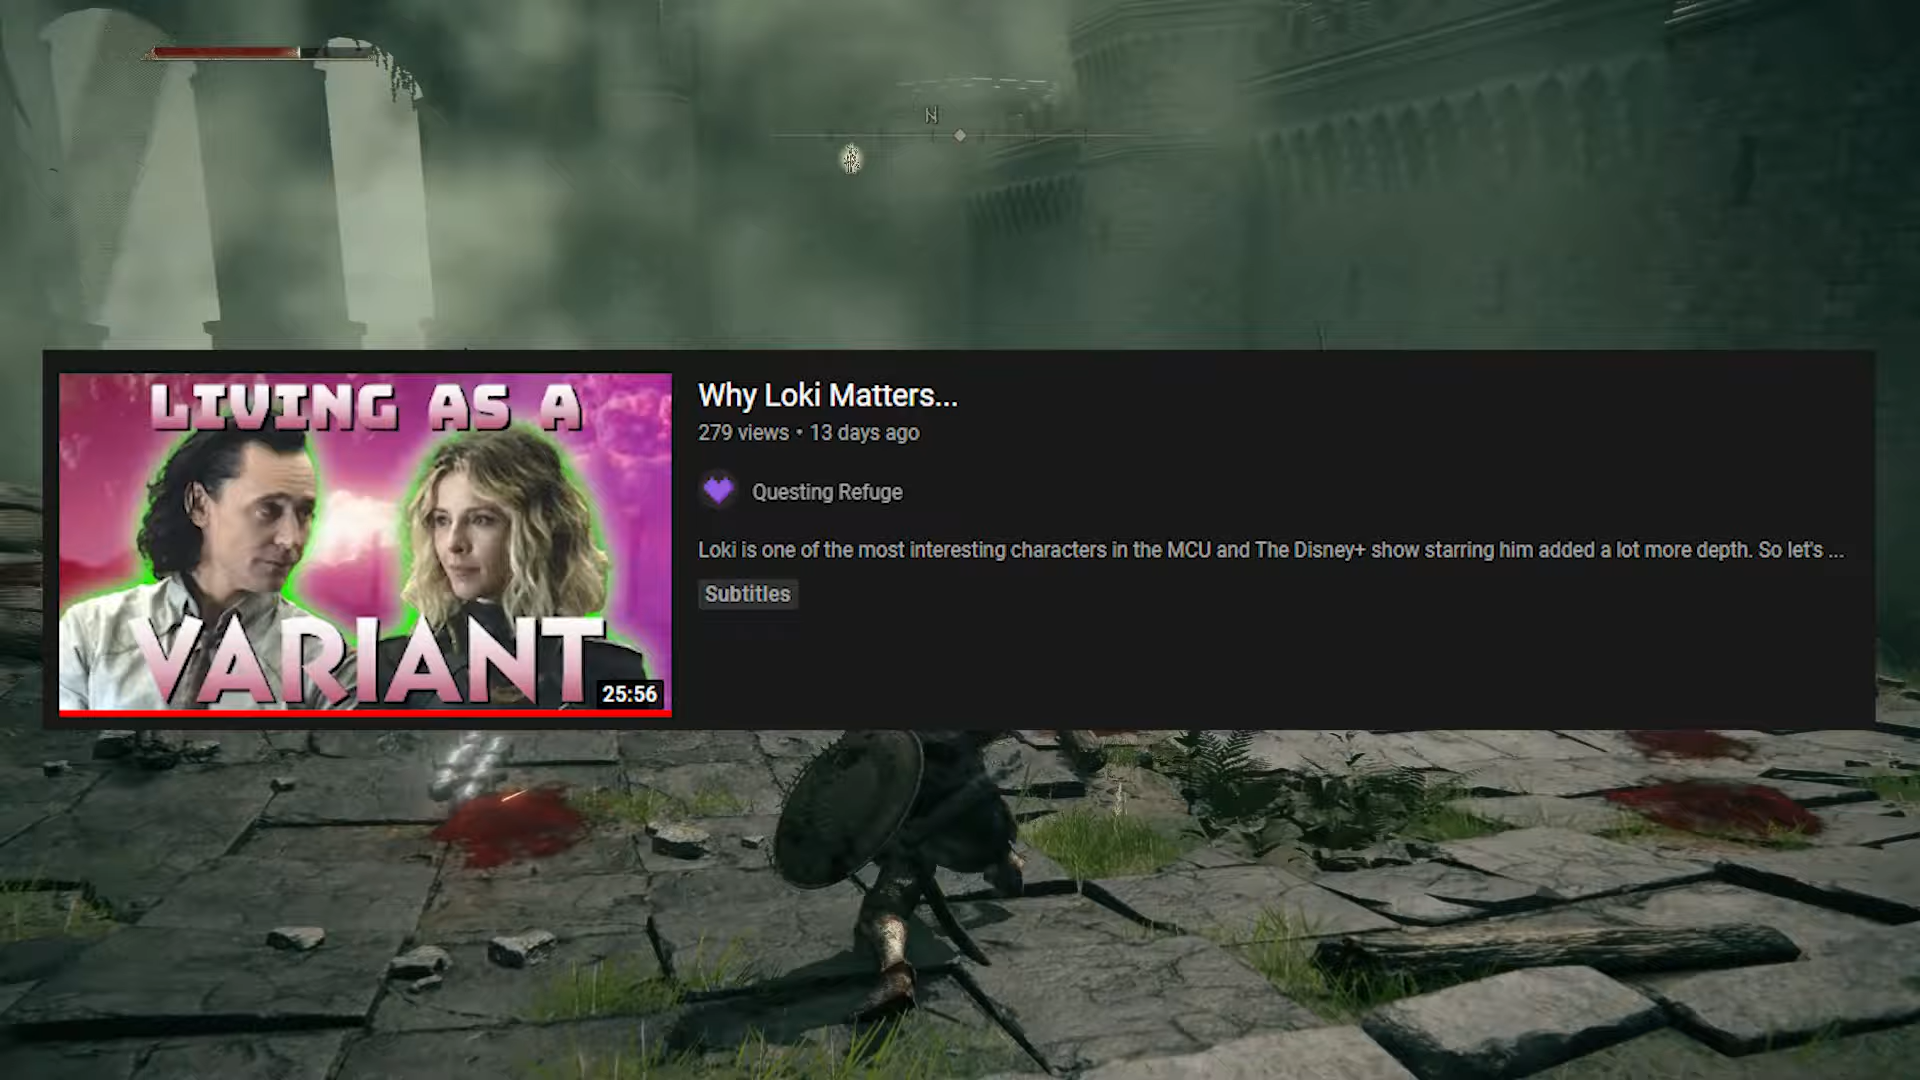 N
LIVING AS A
VARIANT
25:56
Why Loki Matters...
279 views • 13 days ago
Questing Refuge
Loki is one of the most interesting characters in the MCU and The Disney+ show starring him added a lot more depth. So let's ...
Subtitles